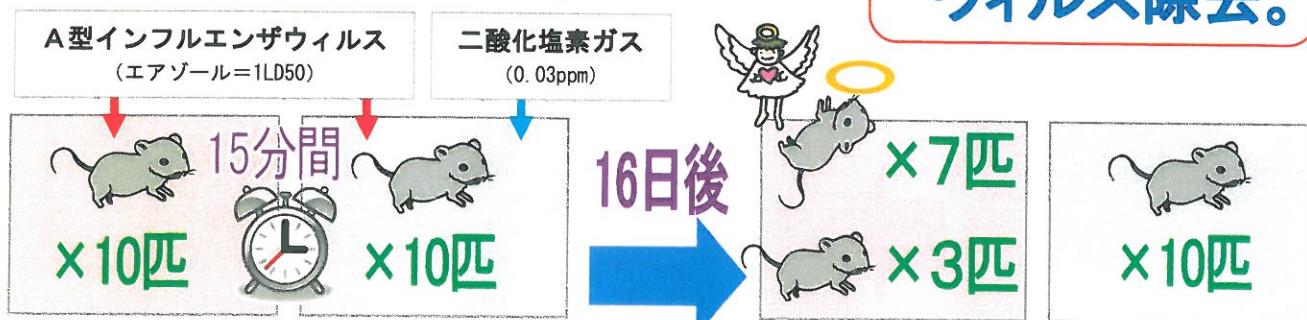 ウィルス除去。
A型インフルエンザウィルス
(エアゾール=1LD50)
二酸化塩素ガス
(0.03ppm)
15分間
×10匹
×10匹
16日後
×7匹
×3匹
×10匹